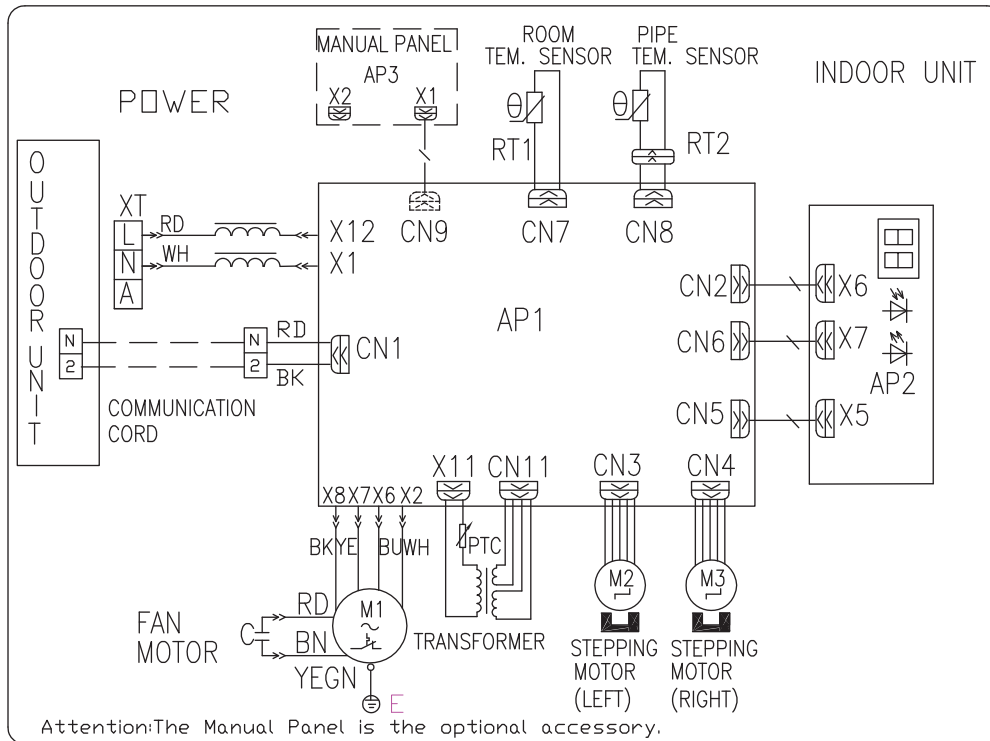 MANUAL PANEL
AP3
X2
X1
ROOM
TEM. SENSOR
PIPE
TEM. SENSOR
INDOOR UNIT
POWER
θ
θ
RT1
RT2
OUTDOOR UNIT
XT
L
N
A
RD
WH
X12
X1
CN9
CN7
CN8
AP1
CN2
CN6
CN5
X6
X7
X5
AP2
N
2
N
2
RD
BK
CN1
COMMUNICATION
CORD
X8 X7 X6 X2
X11
CN11
CN3
CN4
BK YE BU WH
PTC
M1
M2
M3
FAN
MOTOR
C
RD
BN
YEGN
E
TRANSFORMER
STEPPING
MOTOR
(LEFT)
STEPPING
MOTOR
(RIGHT)
Attention:The Manual Panel is the optional accessory.